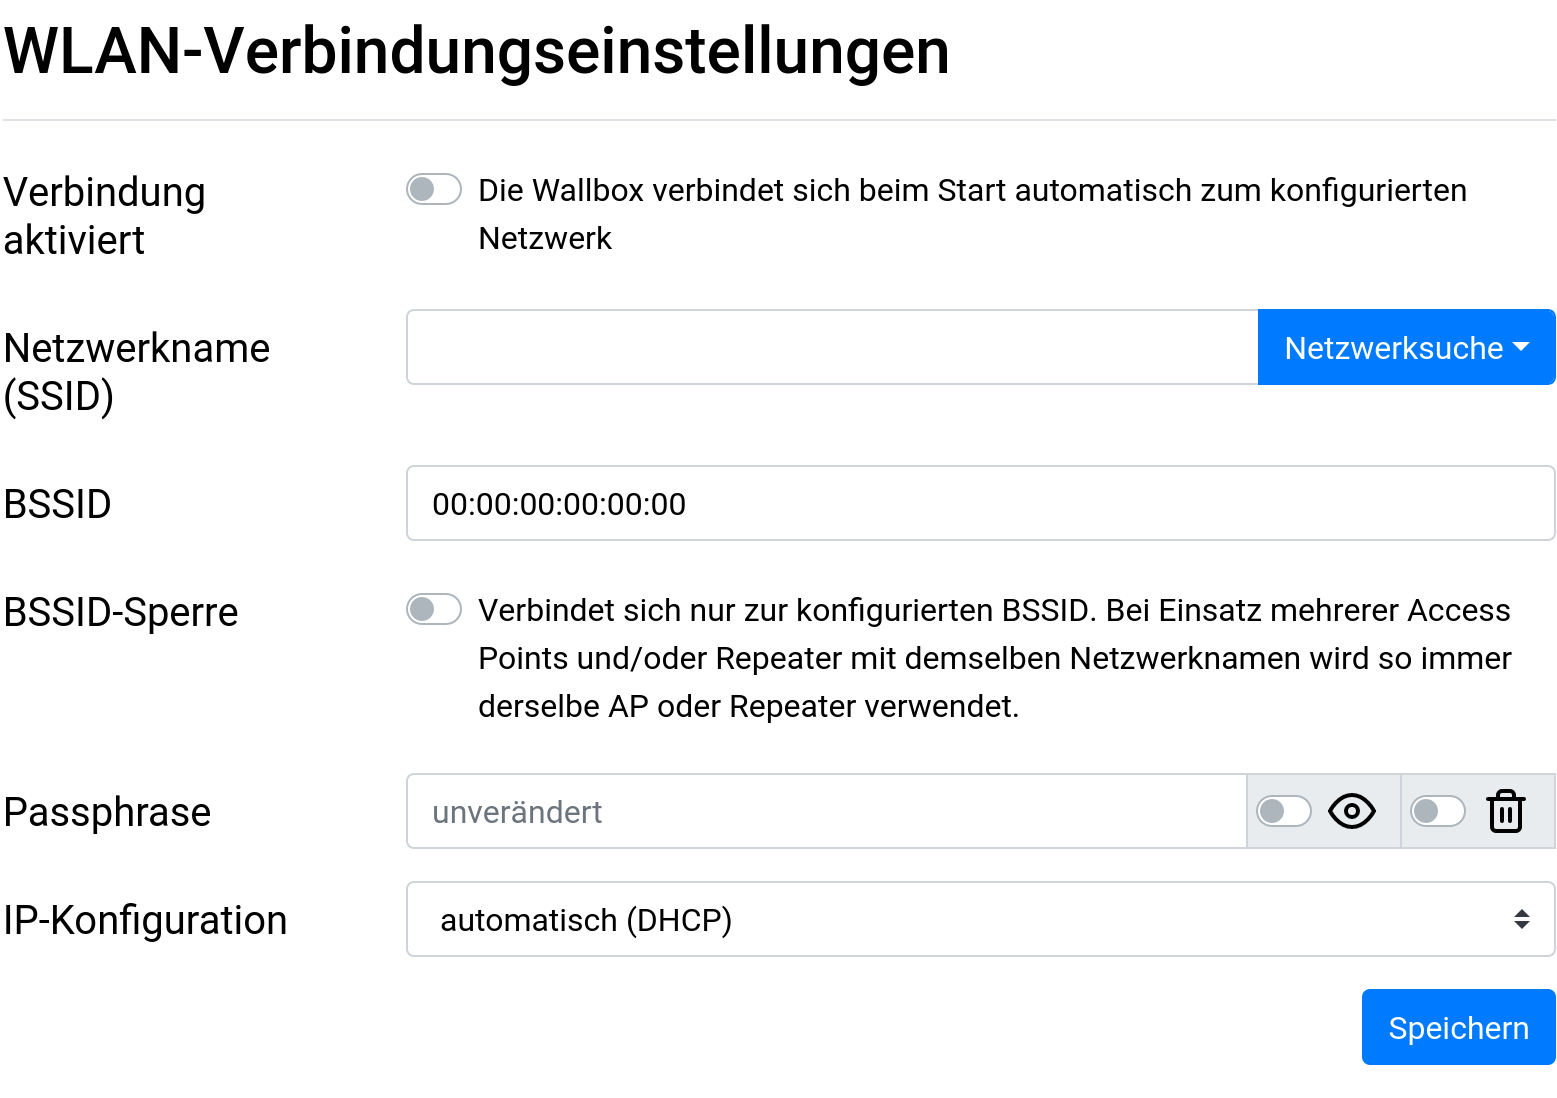 WLAN-Verbindungseinstellungen
Verbindung
aktiviert
Die Wallbox verbindet sich beim Start automatisch zum konfigurierten
Netzwerk
Netzwerkname
(SSID)
Netzwerksuche
BSSID
00:00:00:00:00:00
BSSID-Sperre
Verbindet sich nur zur konfigurierten BSSID. Bei Einsatz mehrerer Access
Points und/oder Repeater mit demselben Netzwerknamen wird so immer
derselbe AP oder Repeater verwendet.
Passphrase
unverändert
IP-Konfiguration
automatisch (DHCP)
Speichern